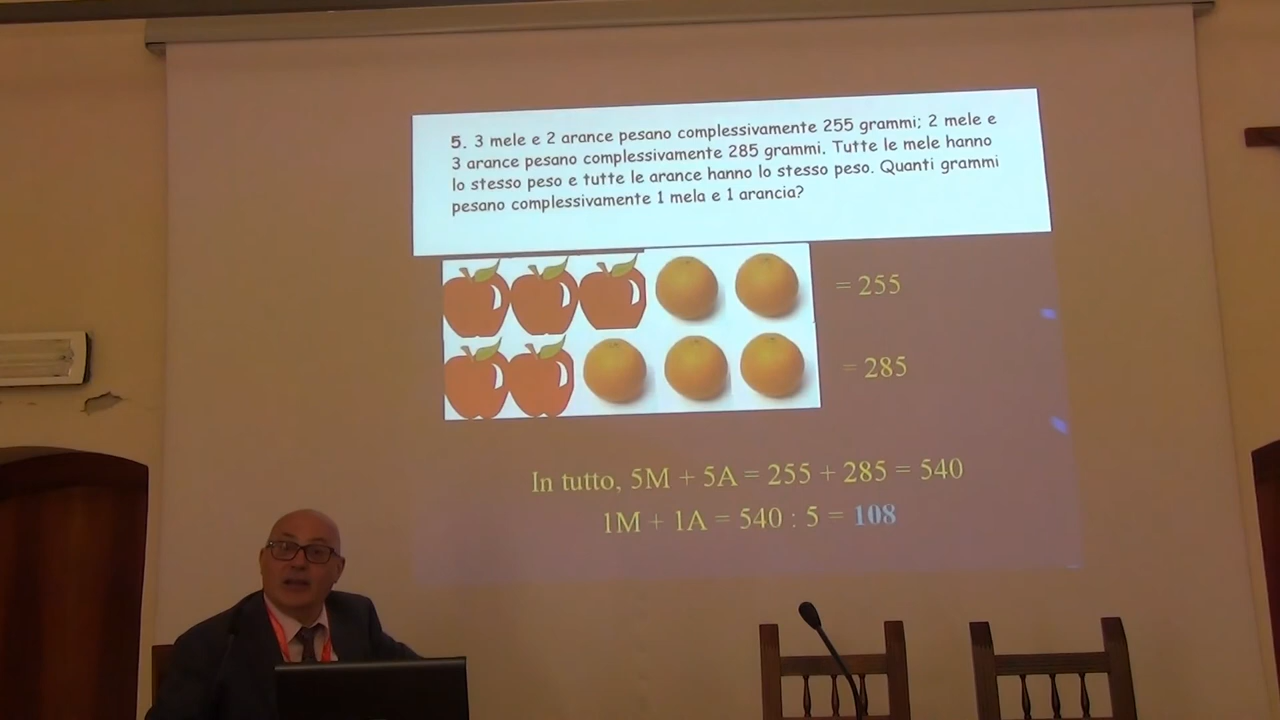 5. 3 mele e 2 arance pesano complessivamente 255 grammi; 2 mele e
3 arance pesano complessivamente 285 grammi. Tutte le mele hanno
lo stesso peso e tutte le arance hanno lo stesso peso. Quanti grammi
pesano complessivamente 1 mela e 1 arancia?
= 255
= 285
In tutto, 5M + 5A = 255 + 285 = 540
1M + 1A = 540 : 5 = 108